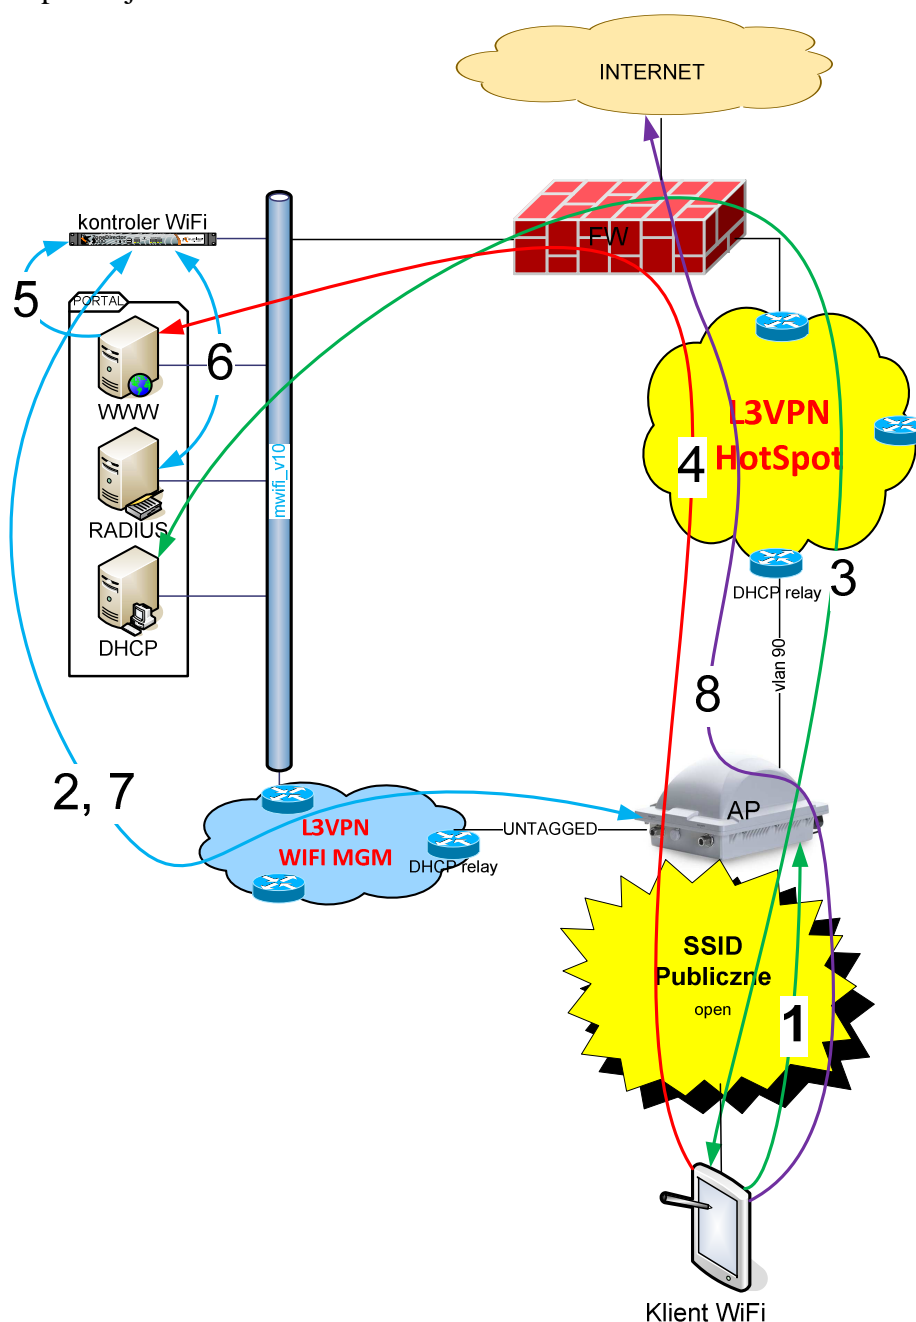 INTERNET
kontroler WiFi
FW
5
PORTAL
6
WWW
L3VPN
HotSpot
4
mwifi_v10
RADIUS
3
DHCP relay
DHCP
vlan 90
8
2, 7
AP
L3VPN
WIFI MGM
UNTAGGED
DHCP relay
SSID
Publiczne
open
1
Klient WiFi